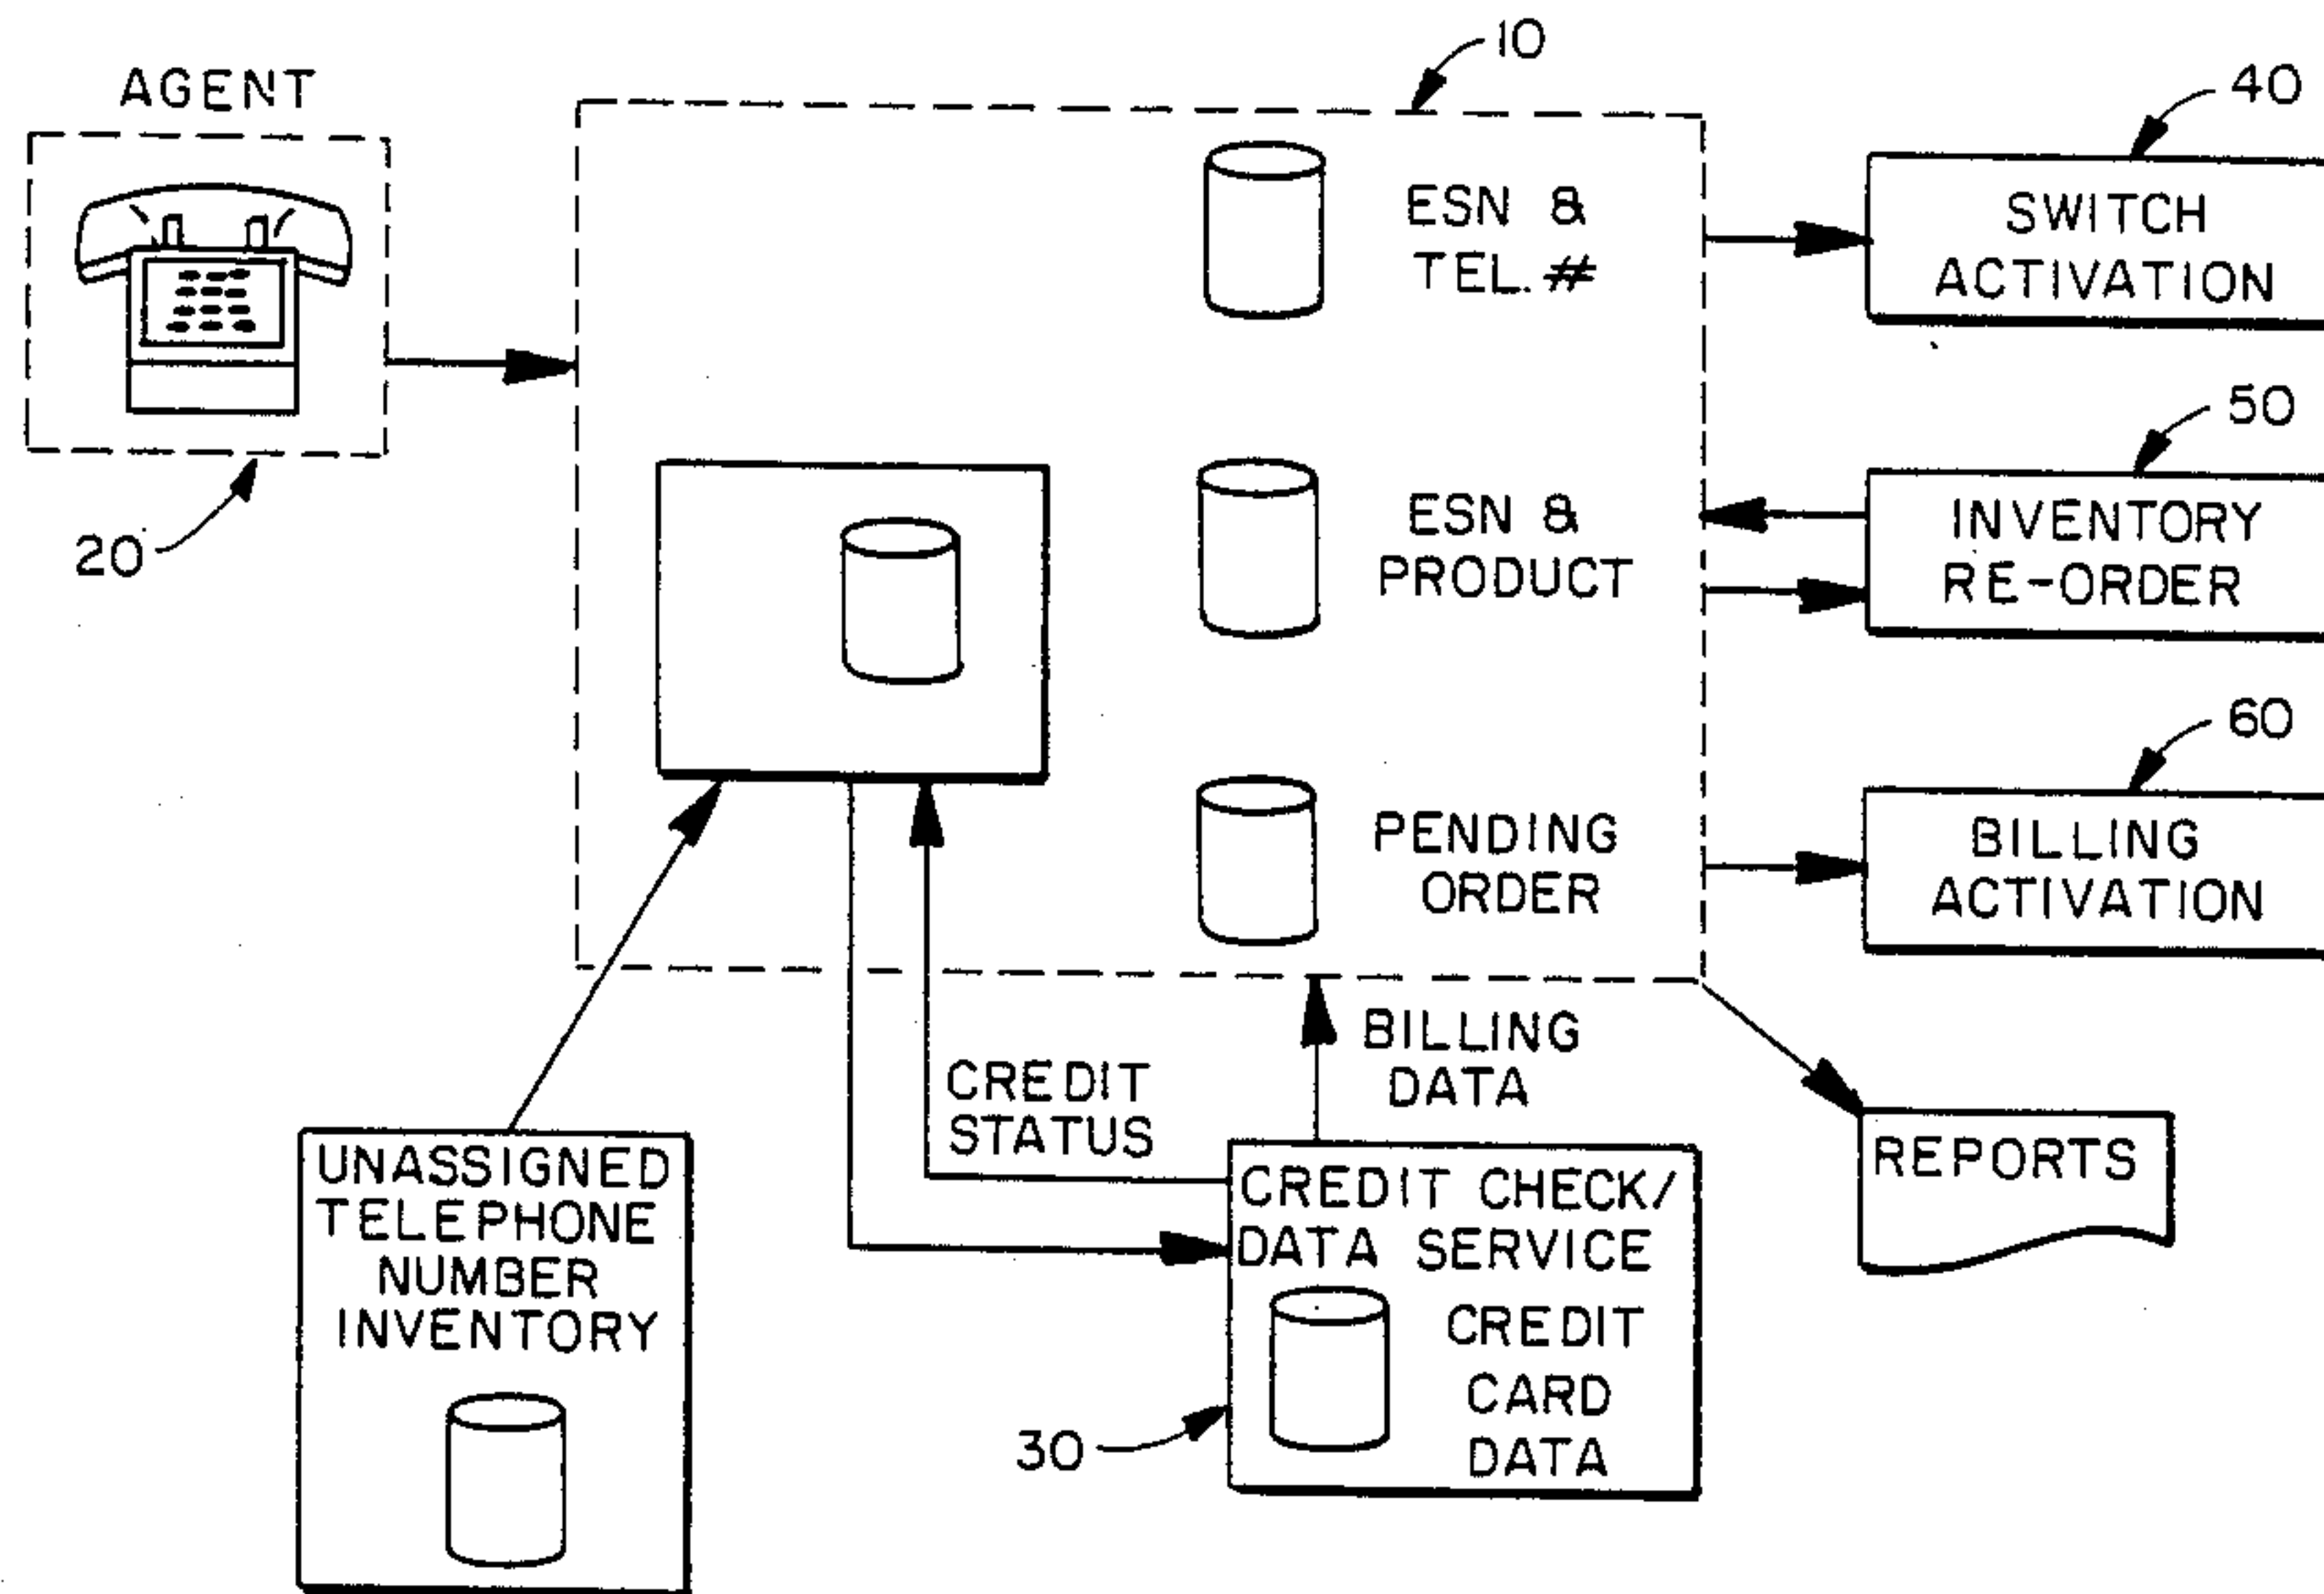 10
AGENT
40
ESN &
TEL. #
SWITCH
ACTIVATION
20
50
ESN &
PRODUCT
INVENTORY
RE-ORDER
60
PENDING
ORDER
BILLING
ACTIVATION
BILLING
DATA
CREDIT
STATUS
REPORTS
UNASSIGNED
TELEPHONE
NUMBER
INVENTORY
CREDIT CHECK/
DATA SERVICE
CREDIT
CARD
DATA
30